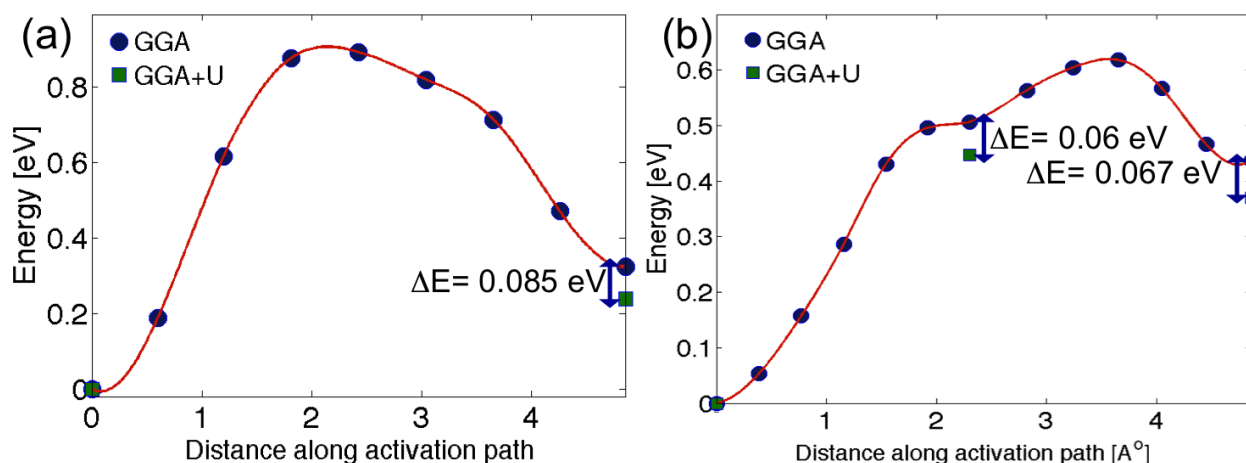 (a)
GGA
GGA+U
Energy [eV]
0.8
0.6
0.4
0.2
0
ΔE= 0.085 eV
0 1 2 3 4
Distance along activation path
(b)
GGA
GGA+U
Energy [eV]
0.6
0.5
0.4
0.3
0.2
0.1
0
ΔE= 0.06 eV
ΔE= 0.067 eV
1 2 3 4
Distance along activation path [A°]